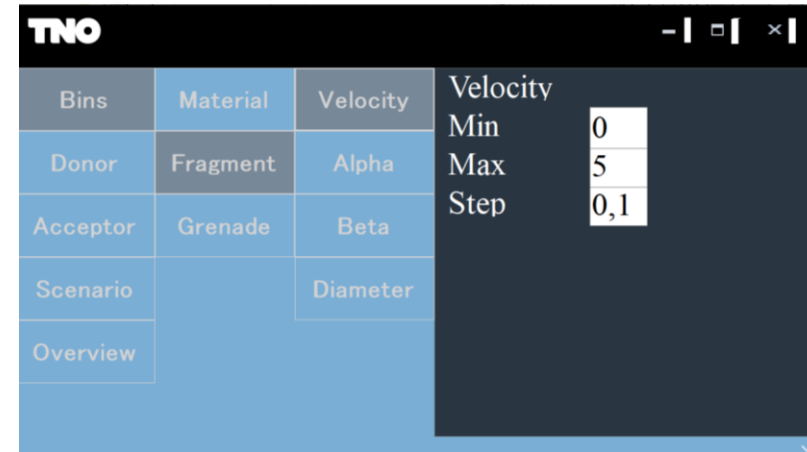 TNO
Bins Material Velocity
Donor Fragment Alpha
Acceptor Grenade Beta
Scenario Diameter
Overview
Velocity
Min 0
Max 5
Step 0,1